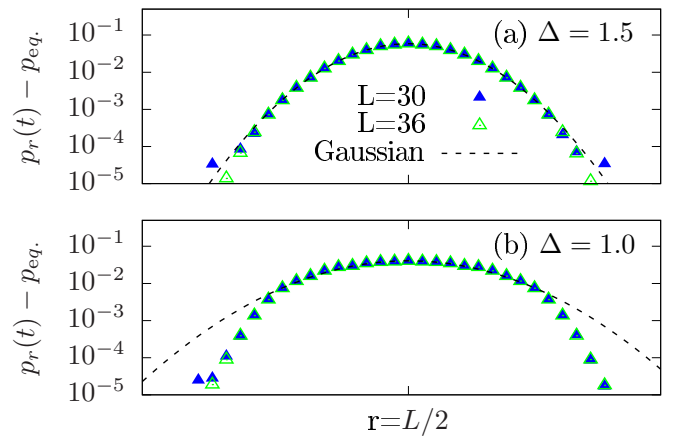 (a) Δ = 1.5
10⁻¹
10⁻²
10⁻³
10⁻⁴
10⁻⁵
p_r(t) − p_eq.
L=30
L=36
Gaussian
(b) Δ = 1.0
10⁻¹
10⁻²
10⁻³
10⁻⁴
10⁻⁵
p_r(t) − p_eq.
r=L/2